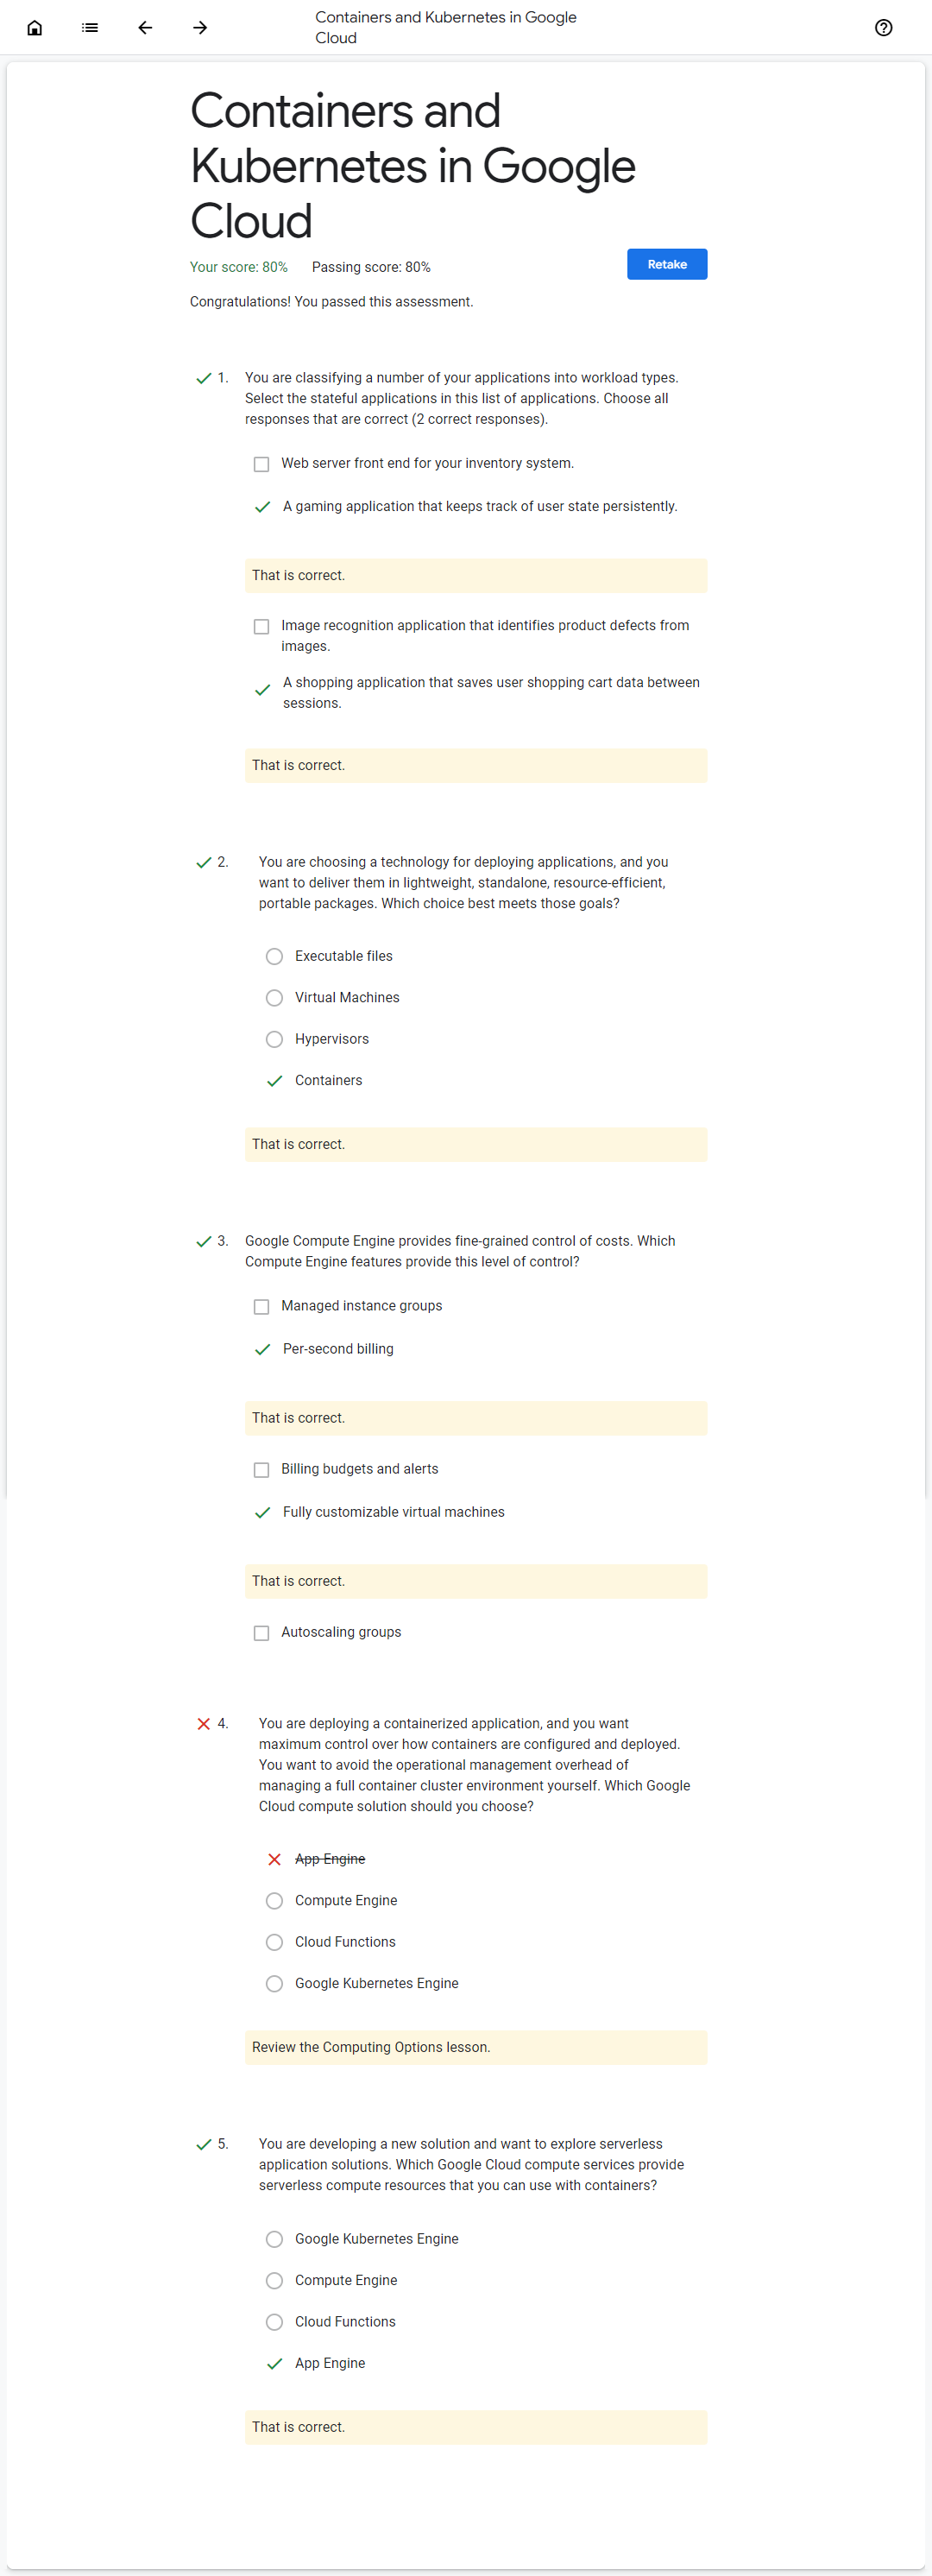 Containers and Kubernetes in Google
Cloud
Containers and
Kubernetes in Google
Cloud
Your score: 80% Passing score: 80%
Retake
Congratulations! You passed this assessment.
1. You are classifying a number of your applications into workload types.
Select the stateful applications in this list of applications. Choose all
responses that are correct (2 correct responses).
Web server front end for your inventory system.
A gaming application that keeps track of user state persistently.
That is correct.
Image recognition application that identifies product defects from
images.
A shopping application that saves user shopping cart data between
sessions.
That is correct.
2. You are choosing a technology for deploying applications, and you
want to deliver them in lightweight, standalone, resource-efficient,
portable packages. Which choice best meets those goals?
Executable files
Virtual Machines
Hypervisors
Containers
That is correct.
3. Google Compute Engine provides fine-grained control of costs. Which
Compute Engine features provide this level of control?
Managed instance groups
Per-second billing
That is correct.
Billing budgets and alerts
Fully customizable virtual machines
That is correct.
Autoscaling groups
4. You are deploying a containerized application, and you want
maximum control over how containers are configured and deployed.
You want to avoid the operational management overhead of
managing a full container cluster environment yourself. Which Google
Cloud compute solution should you choose?
App Engine
Compute Engine
Cloud Functions
Google Kubernetes Engine
Review the Computing Options lesson.
5. You are developing a new solution and want to explore serverless
application solutions. Which Google Cloud compute services provide
serverless compute resources that you can use with containers?
Google Kubernetes Engine
Compute Engine
Cloud Functions
App Engine
That is correct.